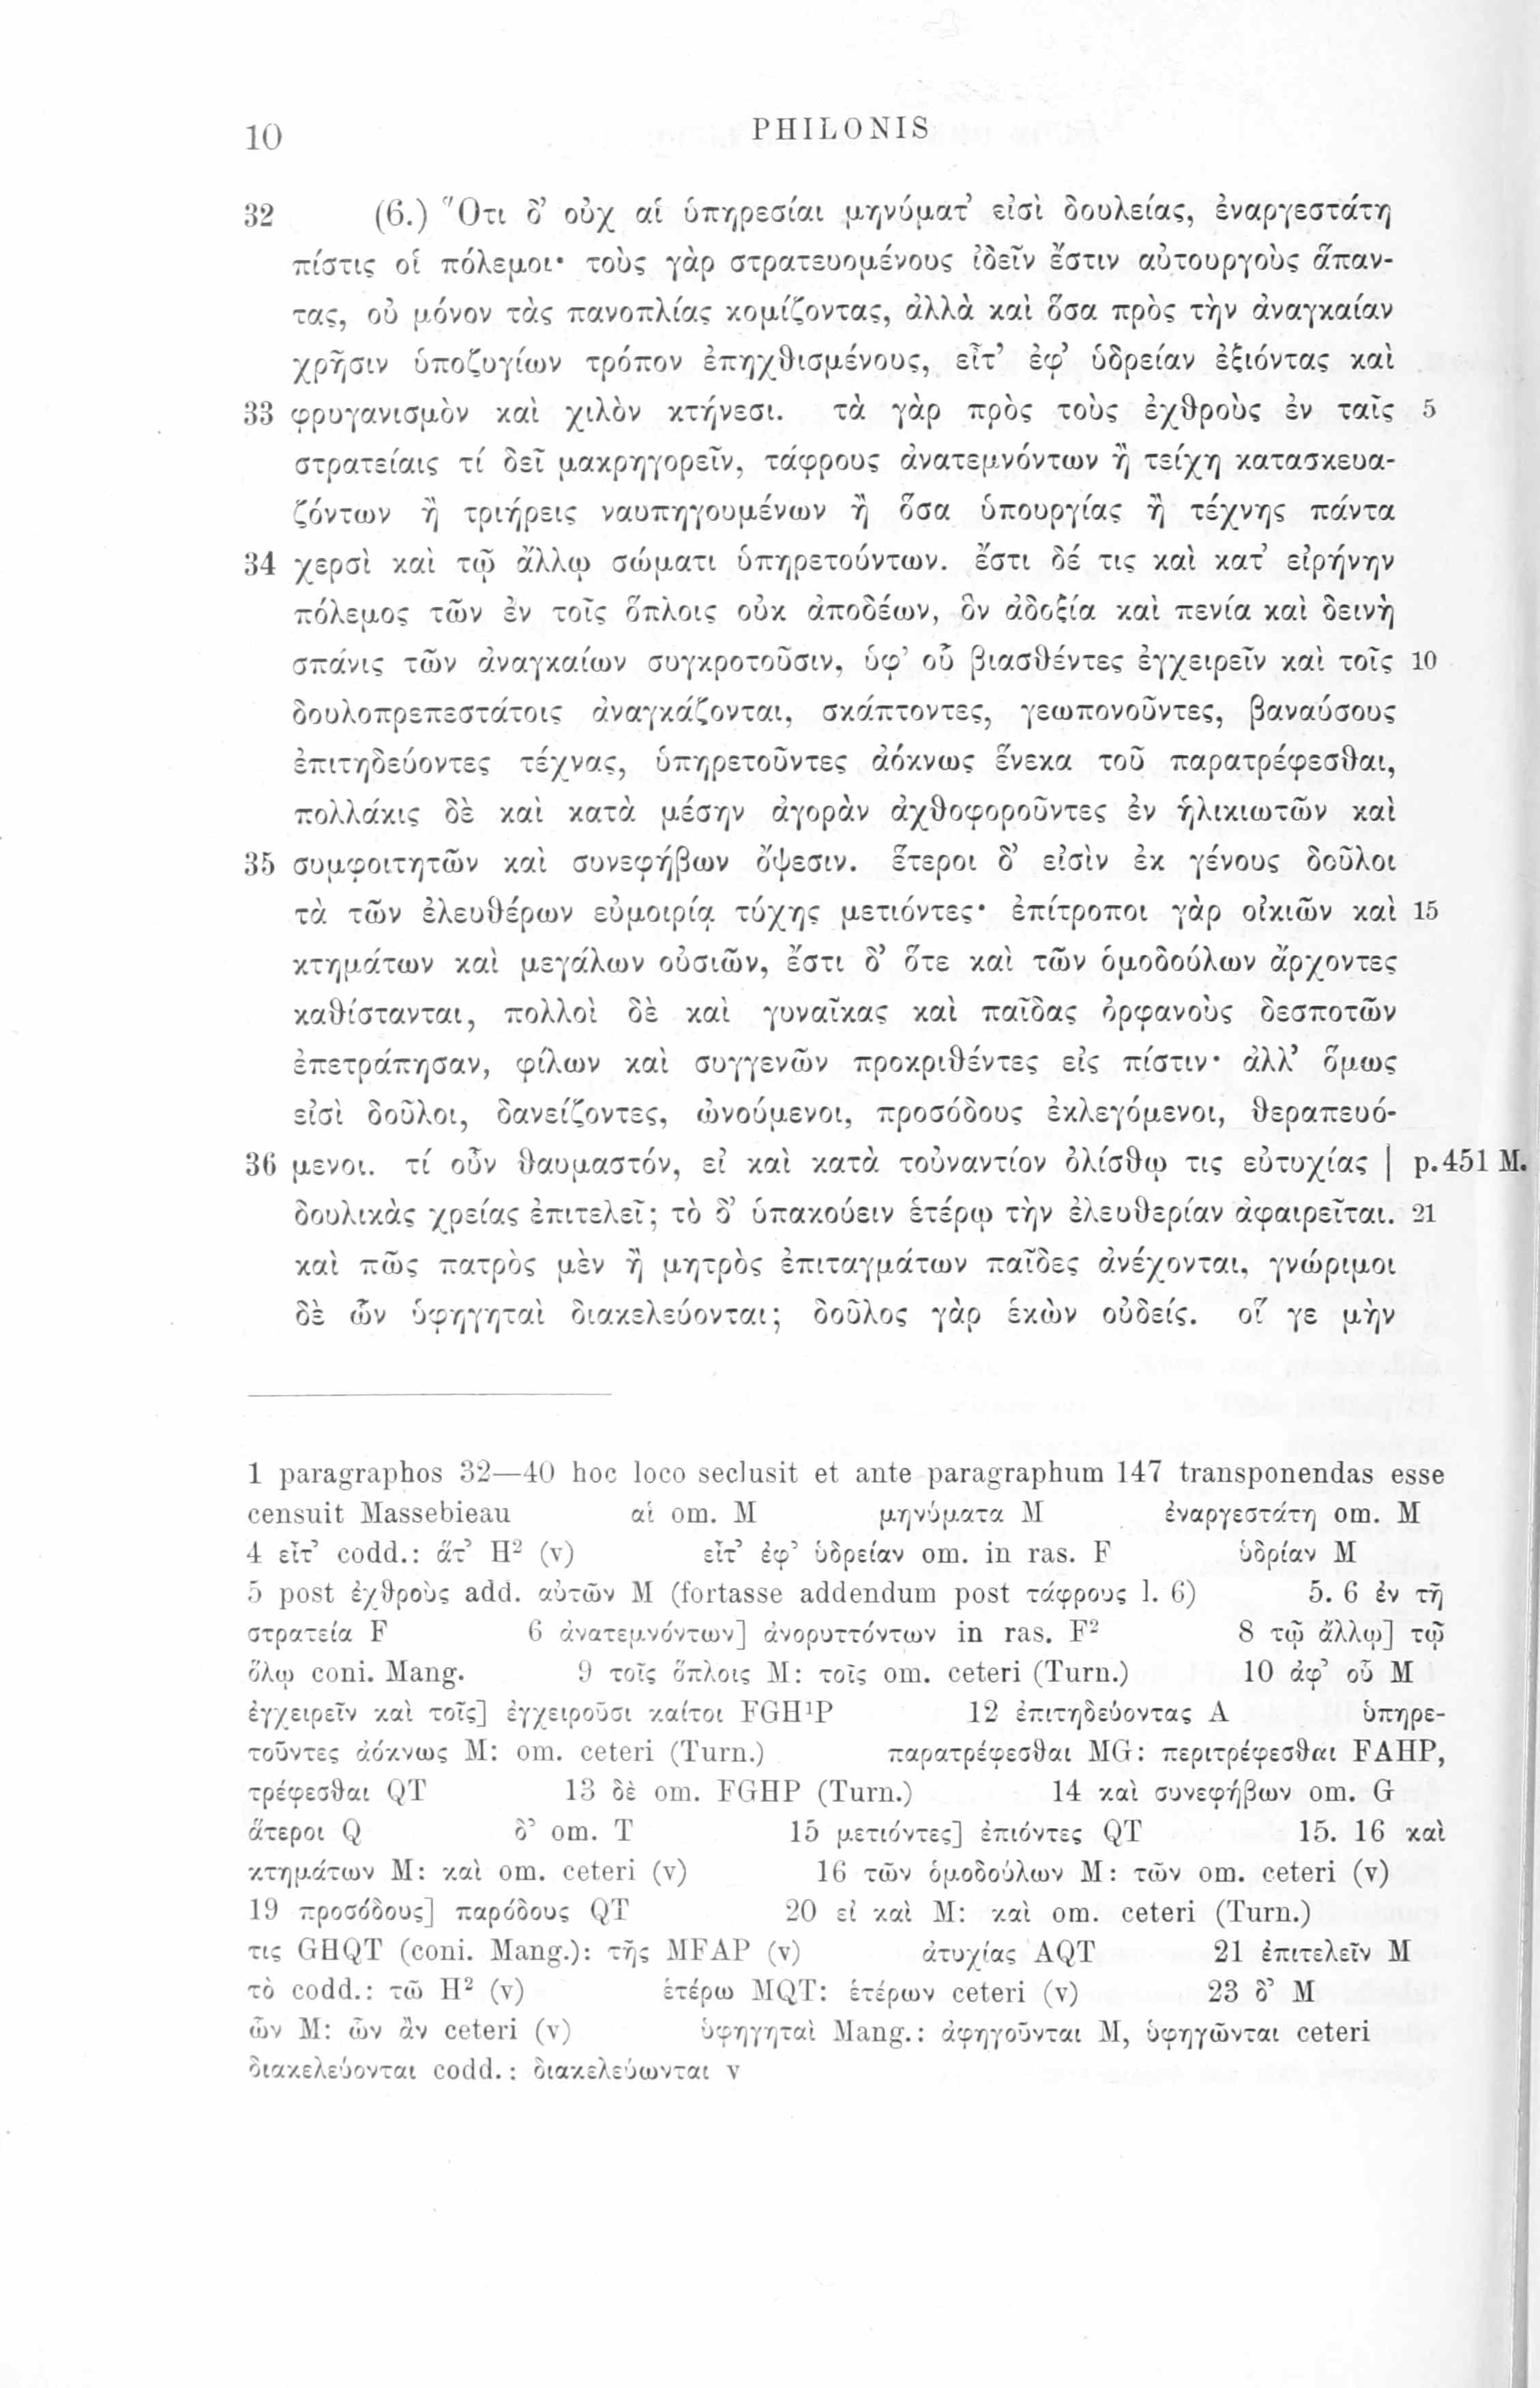 10 PHILONIS
32 (6.) Ὅτι δ’ οὐχ αἱ ὑπηρεσίαι μηνύματ’ εἰσὶ δουλείας, ἐναργεστάτη
πίστις οἱ πόλεμοι· τοὺς γὰρ στρατευομένους ἰδεῖν ἔστιν αὐτουργοὺς ἅπαν-
τας, οὐ μόνον τὰς πανοπλίας κομίζοντας, ἀλλὰ καὶ ὅσα πρὸς τὴν ἀναγκαίαν
χρῆσιν ὑποζυγίων τρόπον ἐπηχθισμένους, εἶτ’ ἐφ’ ὑδρείαν ἐξιόντας καὶ
33 φρυγανισμὸν καὶ χιλὸν κτήνεσι. τὰ γὰρ πρὸς τοὺς ἐχθροὺς ἐν ταῖς 5
στρατείαις τί δεῖ μακρηγορεῖν, τάφρους ἀνατεμνόντων ἢ τείχη κατασκευα-
ζόντων ἢ τριήρεις ναυπηγουμένων ἢ ὅσα ὑπουργίας ἢ τέχνης πάντα
34 χερσὶ καὶ τῷ ἄλλῳ σώματι ὑπηρετούντων. ἔστι δέ τις καὶ κατ’ εἰρήνην
πόλεμος τῶν ἐν τοῖς ὅπλοις οὐκ ἀποδέων, ὃν ἀδοξία καὶ πενία καὶ δεινὴ
σπάνις τῶν ἀναγκαίων συγκροτοῦσιν, ὑφ’ οὗ βιασθέντες ἐγχειρεῖν καὶ τοῖς 10
δουλοπρεπεστάτοις ἀναγκάζονται, σκάπτοντες, γεωπονοῦντες, βαναύσους
ἐπιτηδεύοντες τέχνας, ὑπηρετοῦντες ἀόκνως ἕνεκα τοῦ παρατρέφεσθαι,
πολλάκις δὲ καὶ κατὰ μέσην ἀγορὰν ἀχθοφοροῦντες ἐν ἡλικιωτῶν καὶ
35 συμφοιτητῶν καὶ συνεφήβων ὄψεσιν. ἕτεροι δ’ εἰσὶν ἐκ γένους δοῦλοι
τὰ τῶν ἐλευθέρων εὐμοιρίᾳ τύχης μετιόντες· ἐπίτροποι γὰρ οἰκιῶν καὶ 15
κτημάτων καὶ μεγάλων οὐσιῶν, ἔστι δ’ ὅτε καὶ τῶν ὁμοδούλων ἄρχοντες
καθίστανται, πολλοὶ δὲ καὶ γυναῖκας καὶ παῖδας ὀρφανοὺς δεσποτῶν
ἐπετράπησαν, φίλων καὶ συγγενῶν προκριθέντες εἰς πίστιν· ἀλλ’ ὅμως
εἰσὶ δοῦλοι, δανείζοντες, ὠνούμενοι, προσόδους ἐκλεγόμενοι, θεραπευό-
36 μενοι. τί οὖν θαυμαστόν, εἰ καὶ κατὰ τοὐναντίον ὀλίσθῳ τις εὐτυχίας | p. 451 M.
δουλικὰς χρείας ἐπιτελεῖ; τὸ δ’ ὑπακούειν ἑτέρῳ τὴν ἐλευθερίαν ἀφαιρεῖται. 21
καὶ πῶς πατρὸς μὲν ἢ μητρὸς ἐπιταγμάτων παῖδες ἀνέχονται, γνώριμοι
δὲ ὧν ὑφηγηταὶ διακελεύονται; δοῦλος γὰρ ἑκὼν οὐδείς. οἵ γε μὴν
1 paragraphos 32—40 hoc loco seclusit et ante paragraphum 147 transponendas esse
censuit Massebieau αἱ om. M μηνύματα M ἐναργεστάτη om. M
4 εἶτ’ codd.: ἅτ’ H² (v) εἶτ’ ἐφ’ ὑδρείαν om. in ras. F ὑδρίαν M
5 post ἐχθροὺς add. αὐτῶν M (fortasse addendum post τάφρους l. 6) 5. 6 ἐν τῇ
στρατεία F 6 ἀνατεμνόντων] ἀνορυττόντων in ras. F² 8 τῷ ἄλλῳ] τῷ
ὅλῳ coni. Mang. 9 τοῖς ὅπλοις M: τοῖς om. ceteri (Turn.) 10 ἀφ’ οὗ M
ἐγχειρεῖν καὶ τοῖς] ἐγχειροῦσι καίτοι FGH¹P 12 ἐπιτηδεύοντας A ὑπηρε-
τοῦντες ἀόκνως M: om. ceteri (Turn.) παρατρέφεσθαι MG: περιτρέφεσθαι FAHP,
τρέφεσθαι QT 13 δὲ om. FGHP (Turn.) 14 καὶ συνεφήβων om. G
ἅτεροι Q δ’ om. T 15 μετιόντες] ἐπιόντες QT 15. 16 καὶ
κτημάτων M: καὶ om. ceteri (v) 16 τῶν ὁμοδούλων M: τῶν om. ceteri (v)
19 προσόδους] παρόδους QT 20 εἰ καὶ M: καὶ om. ceteri (Turn.)
τις GHQT (coni. Mang.): τῆς MFAP (v) ἀτυχίας AQT 21 ἐπιτελεῖν M
τὸ codd.: τῶ H² (v) ἑτέρω MQT: ἑτέρων ceteri (v) 23 δ’ M
ὧν M: ὧν ἂν ceteri (v) ὑφηγηταὶ Mang.: ἀφηγοῦνται M, ὑφηγῶνται ceteri
διακελεύονται codd.: διακελεύωνται v